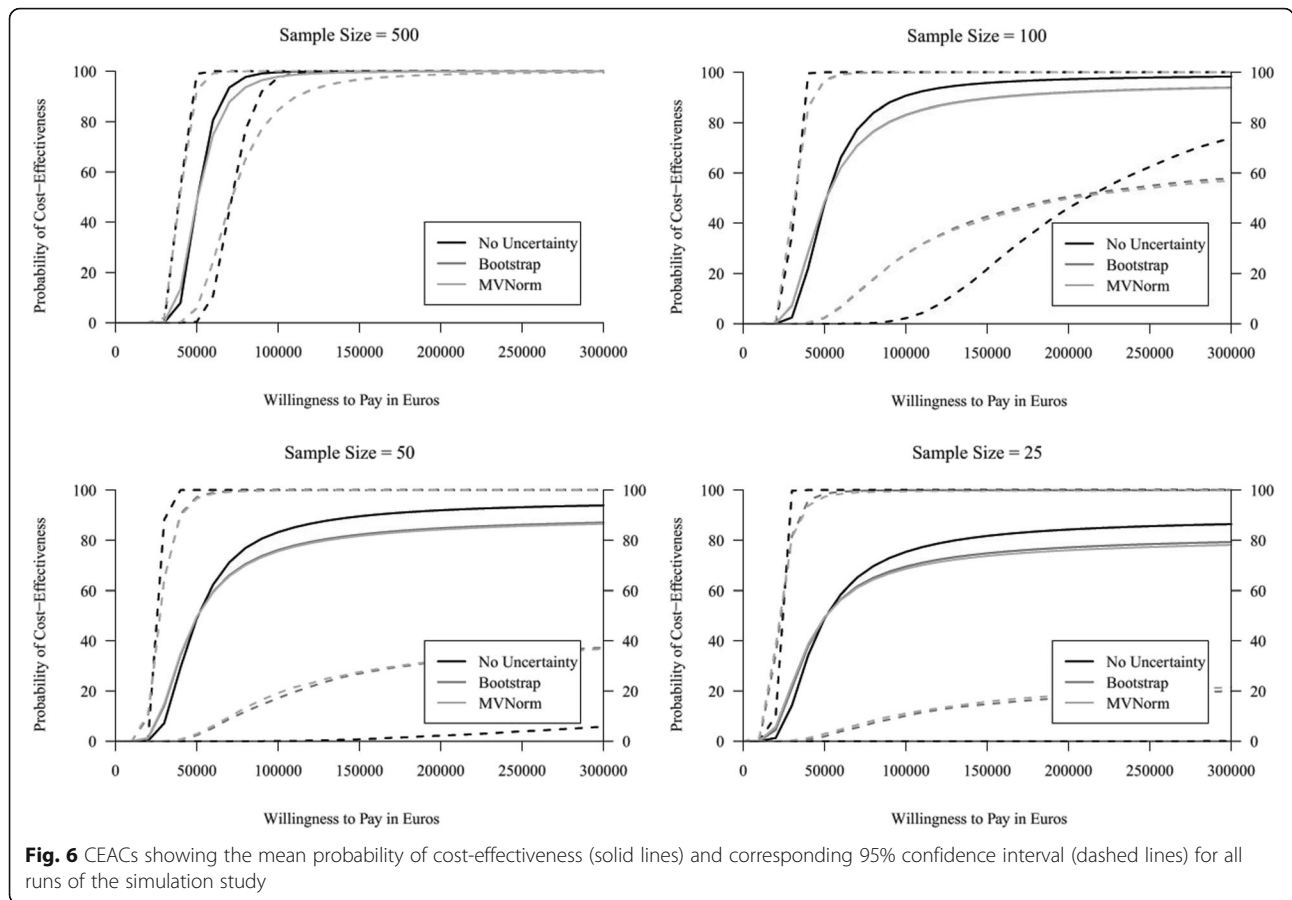 Sample Size = 500
Probability of Cost−Effectiveness
100
80
60
40
20
0
No Uncertainty
Bootstrap
MVNorm
0 50000 100000 150000 200000 250000 300000
Willingness to Pay in Euros
Sample Size = 100
Probability of Cost−Effectiveness
100
80
60
40
20
0
No Uncertainty
Bootstrap
MVNorm
100
80
60
40
20
0
0 50000 100000 150000 200000 250000 300000
Willingness to Pay in Euros
Sample Size = 50
Probability of Cost−Effectiveness
100
80
60
40
20
0
No Uncertainty
Bootstrap
MVNorm
100
80
60
40
20
0
0 50000 100000 150000 200000 250000 300000
Willingness to Pay in Euros
Sample Size = 25
Probability of Cost−Effectiveness
100
80
60
40
20
0
No Uncertainty
Bootstrap
MVNorm
100
80
60
40
20
0
0 50000 100000 150000 200000 250000 300000
Willingness to Pay in Euros
Fig. 6 CEACs showing the mean probability of cost-effectiveness (solid lines) and corresponding 95% confidence interval (dashed lines) for all
runs of the simulation study